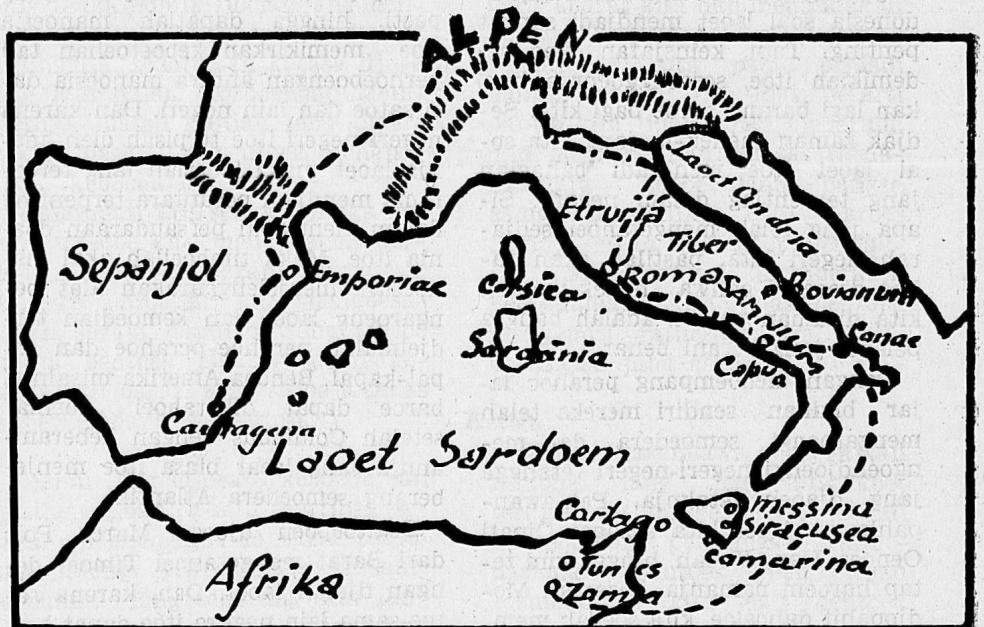 ALPEN
Laoet Andria
Etruria
Tiber
Sepanjol
Emporiae
Corsica
ROMA
SAMNIUM
Bovianum
Sardinia
Canae
Capua
Cartagena
Laoet Sardoem
Cartago
Messina
Siracusea
Camarina
Tunes
Zama
Afrika